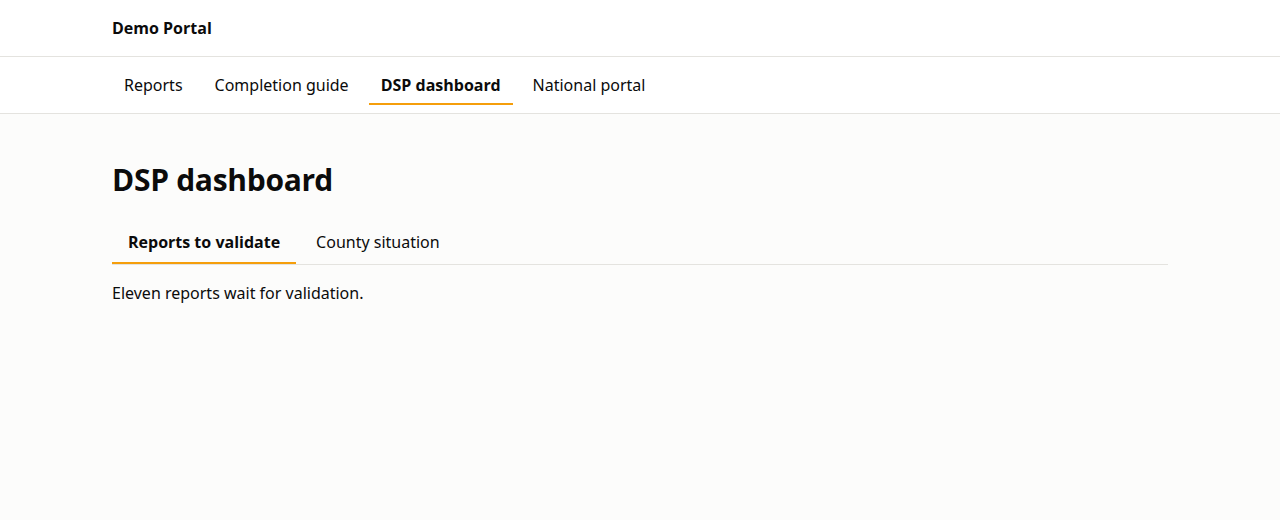 Demo Portal
Reports Completion guide DSP dashboard National portal
DSP dashboard
Reports to validate County situation
Eleven reports wait for validation.